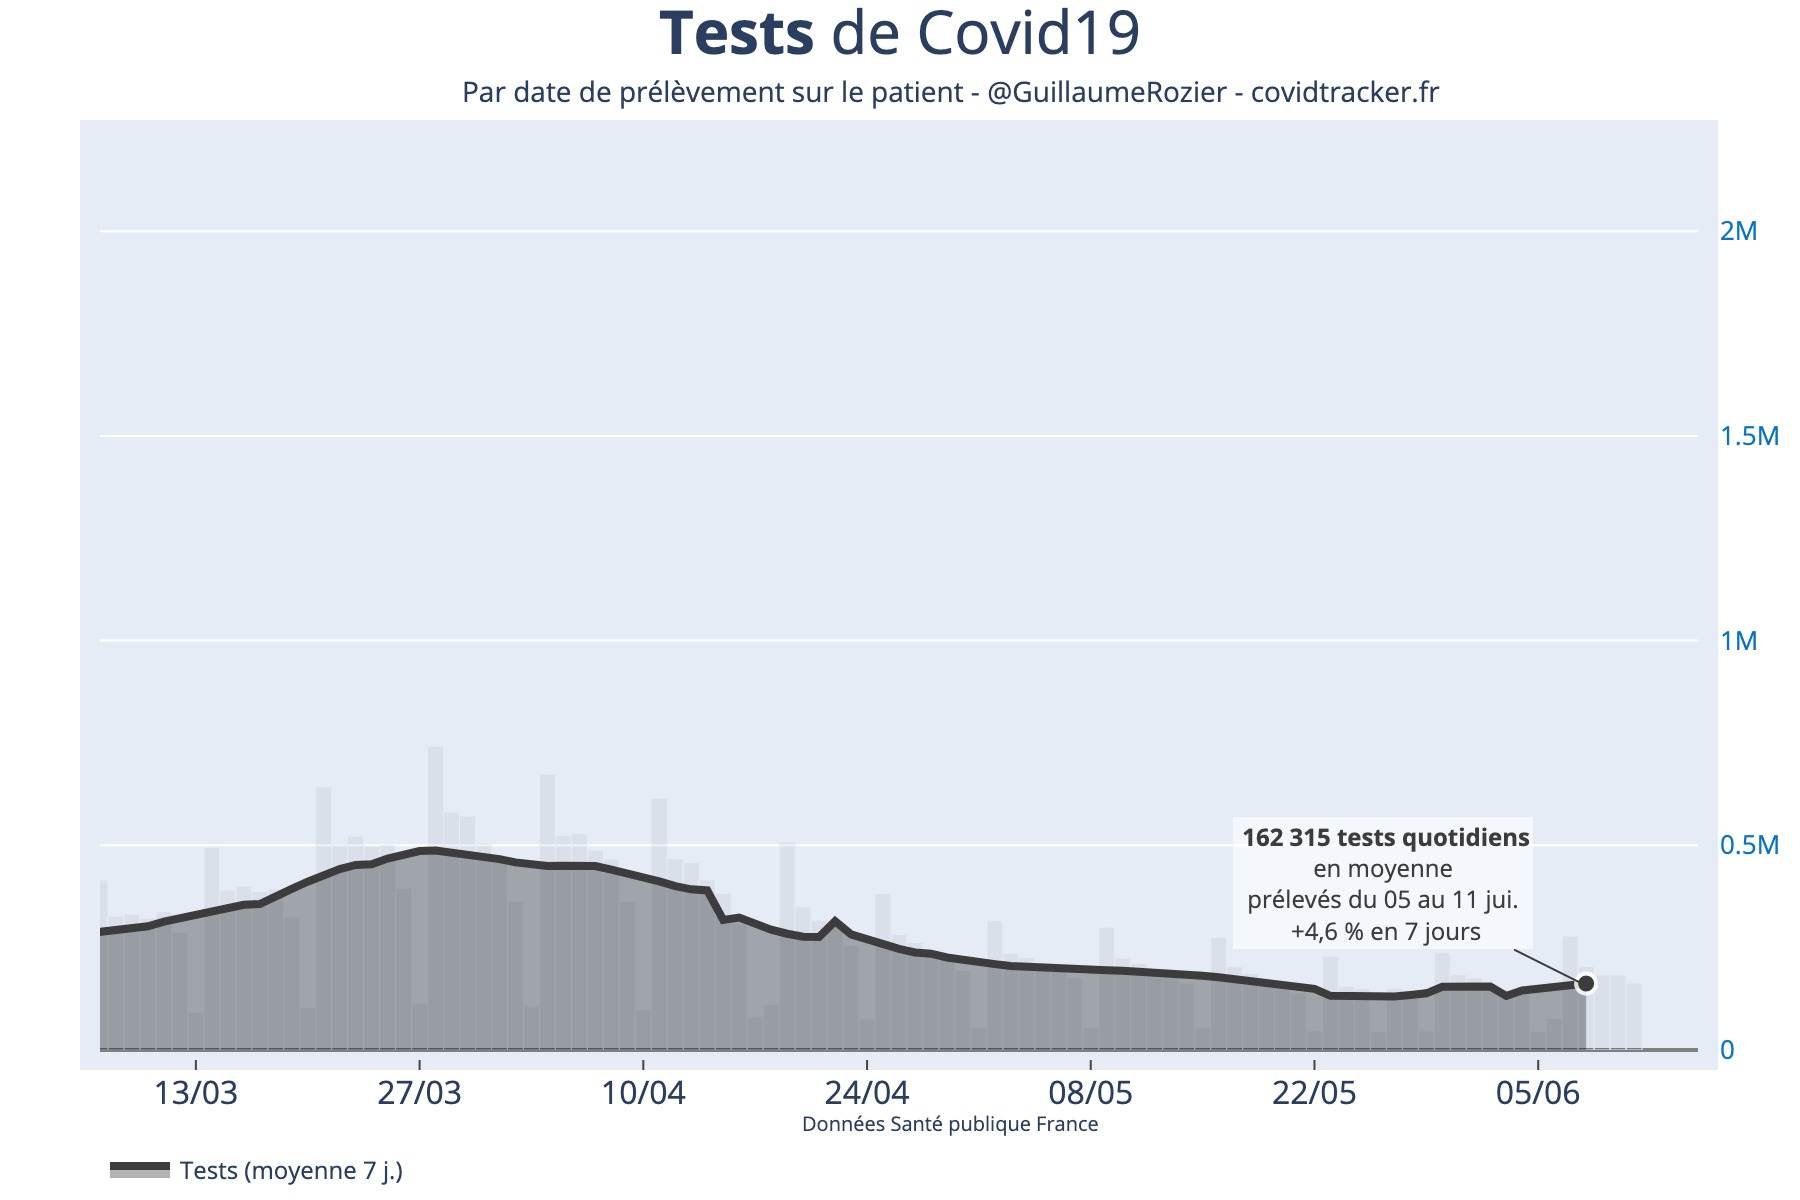 Tests de Covid19
Par date de prélèvement sur le patient - @GuillaumeRozier - covidtracker.fr
2M
1.5M
1M
0.5M
0
162 315 tests quotidiens
en moyenne
prélevés du 05 au 11 jui.
+4,6 % en 7 jours
13/03 27/03 10/04 24/04 08/05 22/05 05/06
Données Santé publique France
Tests (moyenne 7 j.)